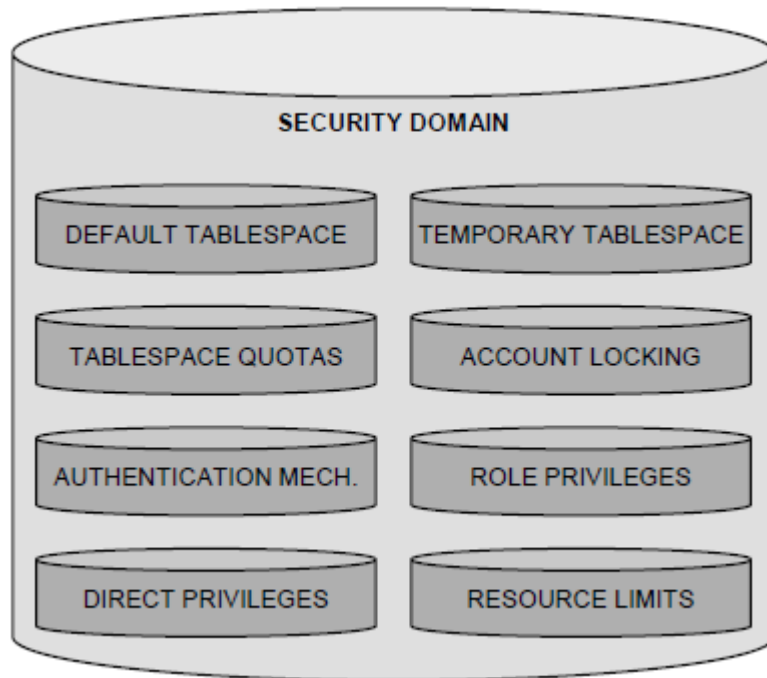 SECURITY DOMAIN
DEFAULT TABLESPACE
TEMPORARY TABLESPACE
TABLESPACE QUOTAS
ACCOUNT LOCKING
AUTHENTICATION MECH.
ROLE PRIVILEGES
DIRECT PRIVILEGES
RESOURCE LIMITS